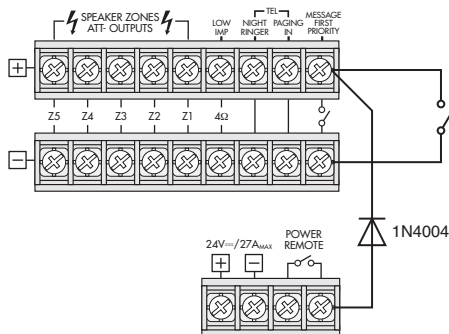 SPEAKER ZONES
ATT- OUTPUTS
LOW
IMP
TEL
NIGHT
RINGER
PAGING
IN
MESSAGE
FIRST
PRIORITY
+
Z5 Z4 Z3 Z2 Z1 4Ω
−
1N4004
24V⎓/27AMAX
POWER
REMOTE
+ −